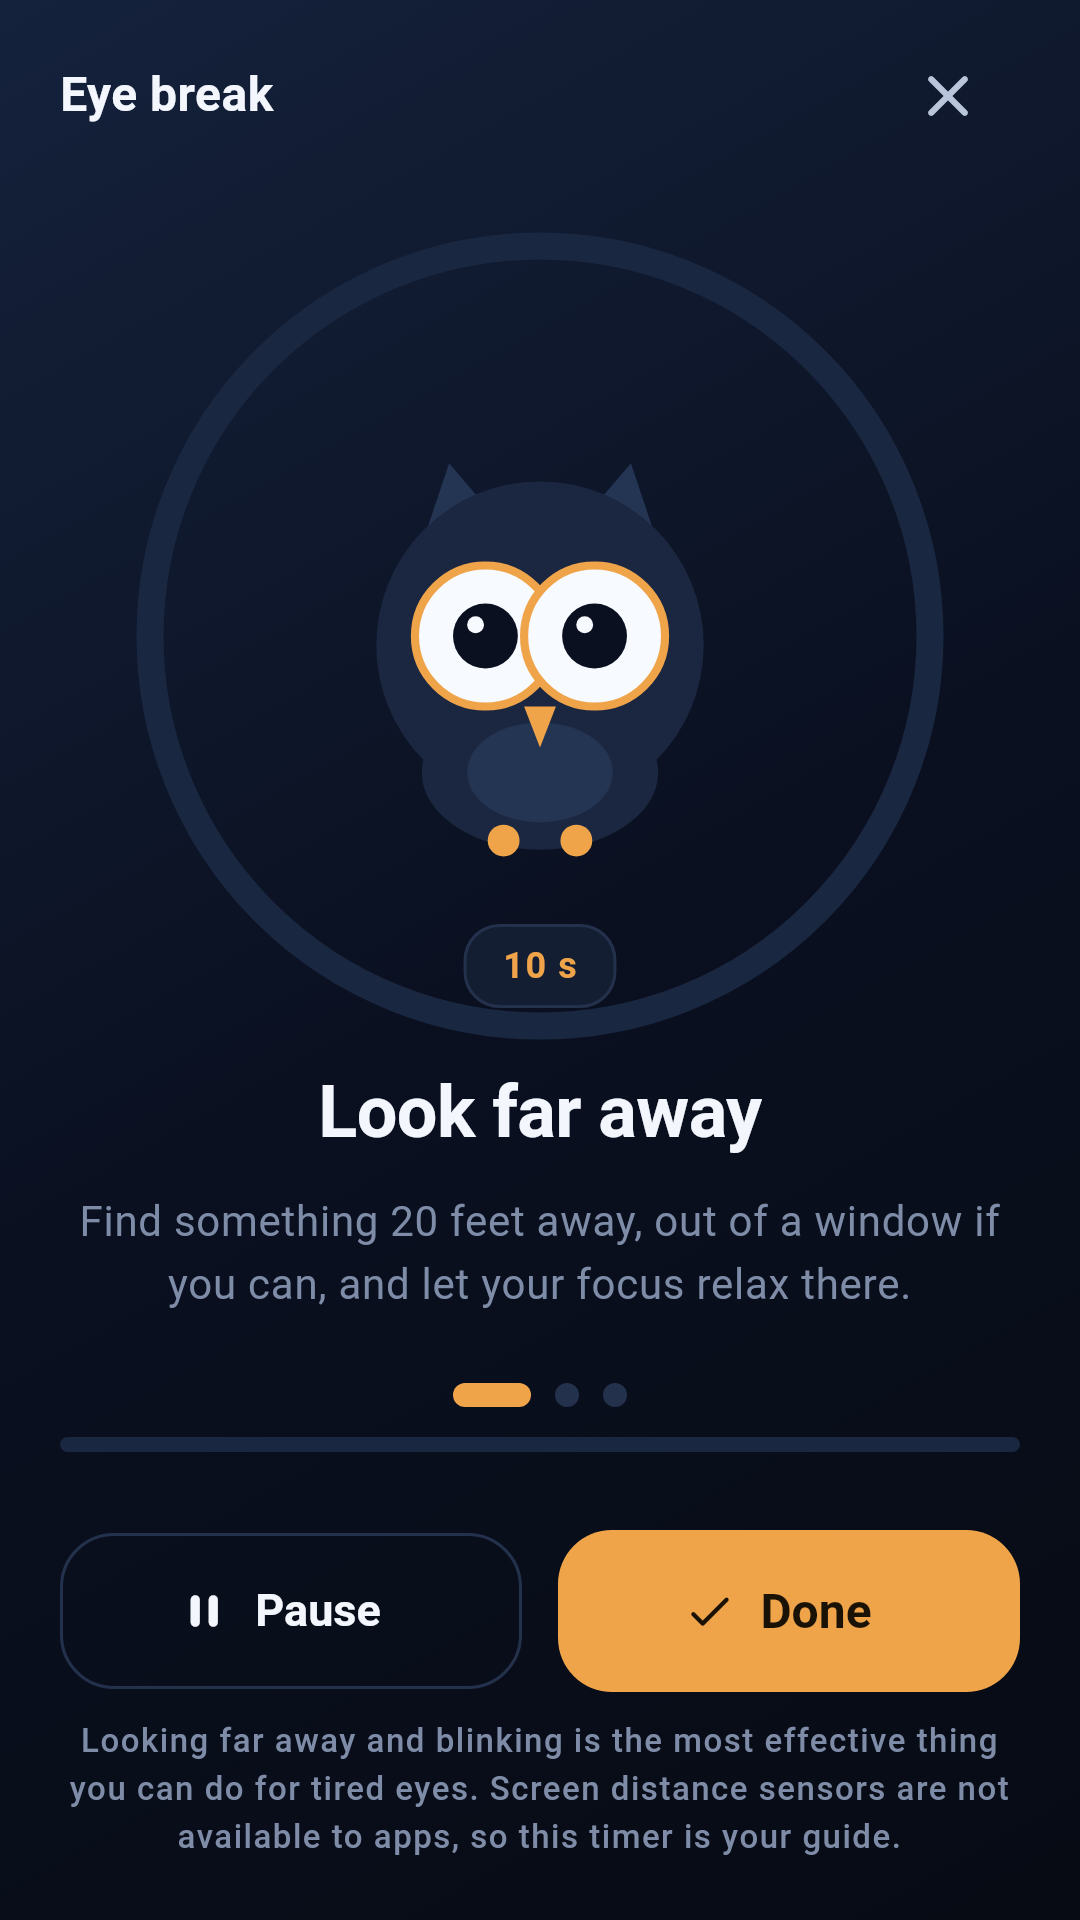 Eye break
10 s
Look far away
Find something 20 feet away, out of a window if
you can, and let your focus relax there.
Pause
Done
Looking far away and blinking is the most effective thing
you can do for tired eyes. Screen distance sensors are not
available to apps, so this timer is your guide.